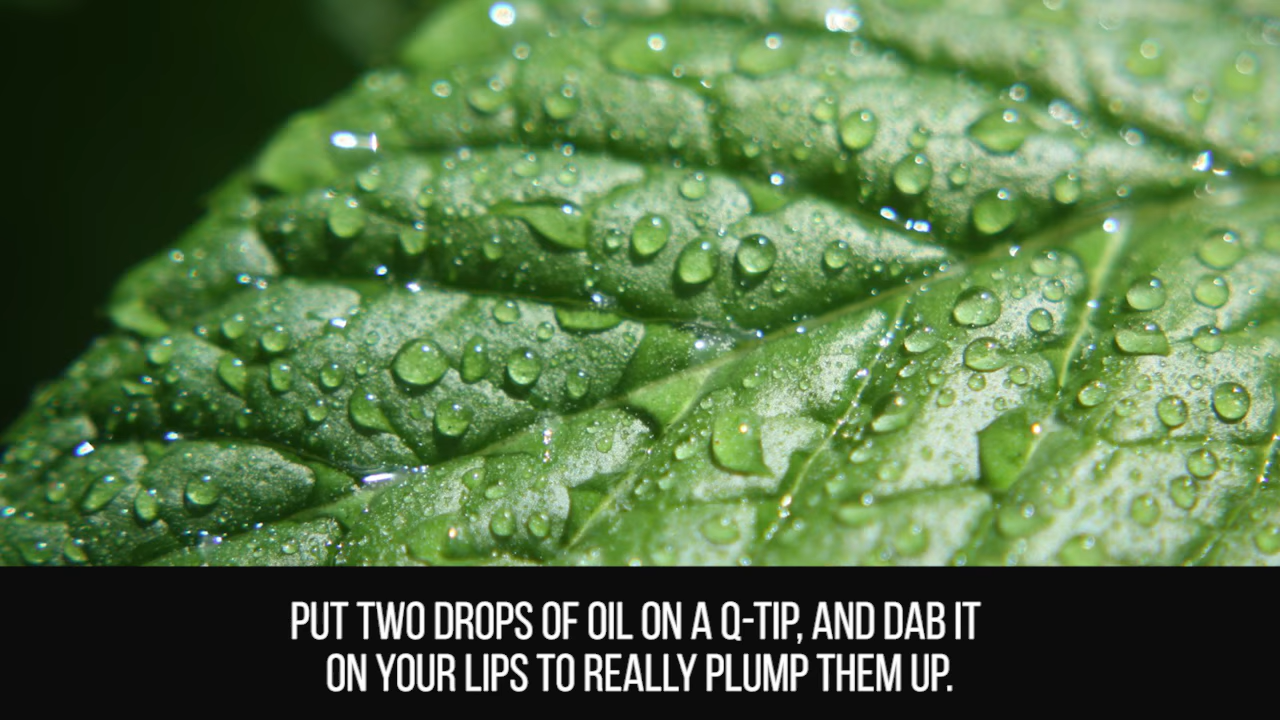 PUT TWO DROPS OF OIL ON A Q-TIP, AND DAB IT
ON YOUR LIPS TO REALLY PLUMP THEM UP.